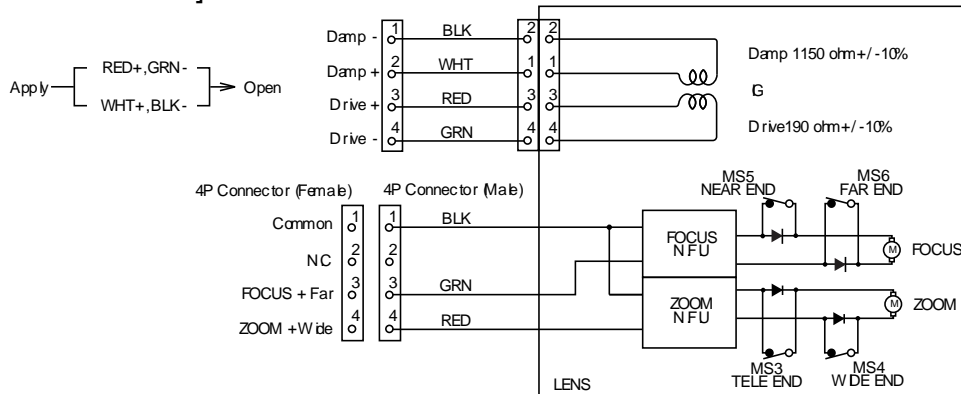 ]
Apply
RED+,GRN-
WHT+,BLK-
Open
Damp -
Damp +
Drive +
Drive -
1
2
3
4
BLK
WHT
RED
GRN
2
1
3
4
2
1
3
4
Damp 1150 ohm+/-10%
IG
Drive190 ohm+/-10%
4P Connector (Female)
4P Connector (Male)
Common
NC
FOCUS + Far
ZOOM +Wide
1
2
3
4
1
2
3
4
BLK
GRN
RED
FOCUS
NFU
ZOOM
NFU
MS5
NEAR END
MS6
FAR END
M
FOCUS
M
ZOOM
MS3
TELE END
MS4
WIDE END
LENS